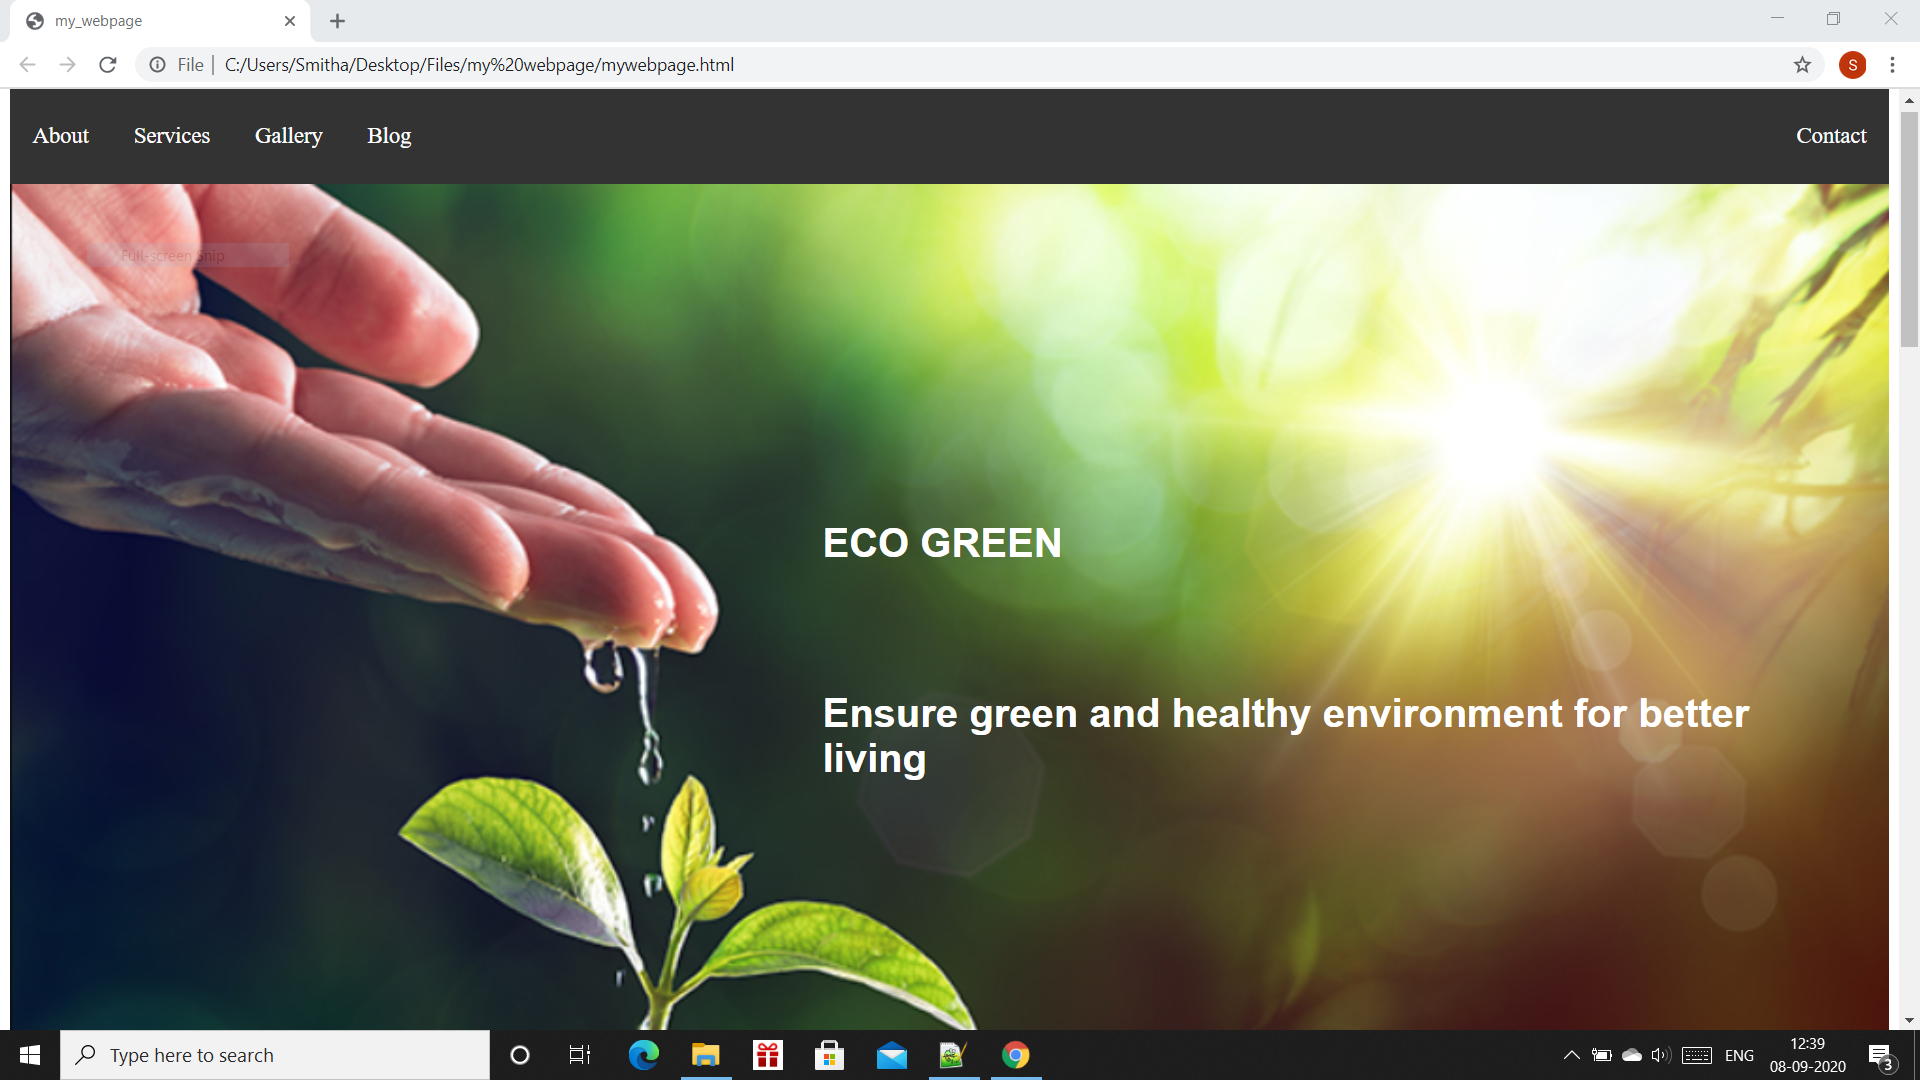 my_webpage
File | C:/Users/Smitha/Desktop/Files/my%20webpage/mywebpage.html
S
About Services Gallery Blog Contact
Full-screen Snip
ECO GREEN
Ensure green and healthy environment for better
living
Type here to search
ENG
12:39
08-09-2020
3